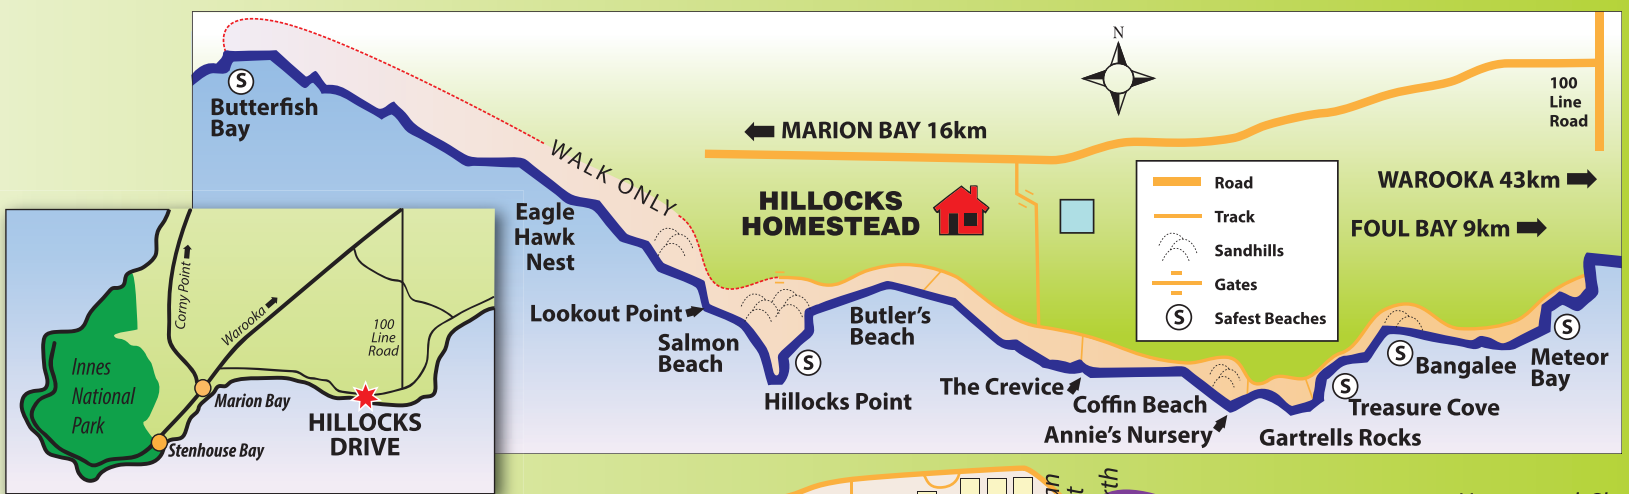 N
S
Butterfish
Bay
MARION BAY 16km
100
Line
Road
WALK ONLY
HILLOCKS
HOMESTEAD
Road
Track
Sandhills
Gates
S
Safest Beaches
WAROOKA 43km
FOUL BAY 9km
Eagle
Hawk
Nest
Lookout Point
Salmon
Beach
S
Hillocks Point
Butler's
Beach
The Crevice
Coffin Beach
Annie's Nursery
Gartrells Rocks
S
Treasure Cove
S
Bangalee
S
Meteor
Bay
Corny Point
Warooka
100
Line
Road
Innes
National
Park
Marion Bay
Stenhouse Bay
HILLOCKS
DRIVE